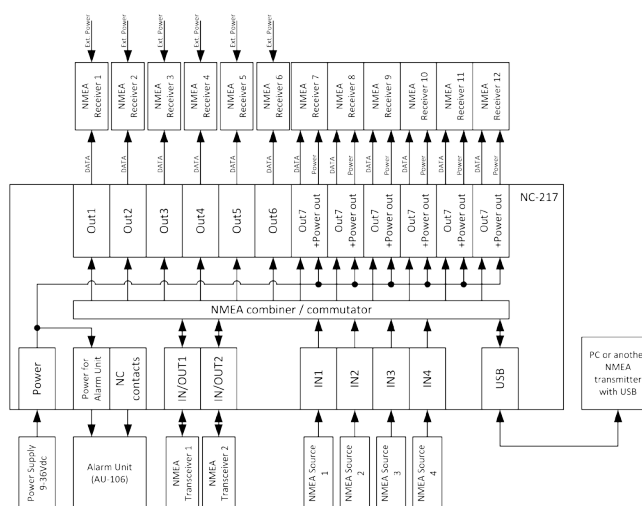 Ext. Power
Ext. Power
Ext. Power
Ext. Power
Ext. Power
Ext. Power
NMEA
Receiver 1
NMEA
Receiver 2
NMEA
Receiver 3
NMEA
Receiver 4
NMEA
Receiver 5
NMEA
Receiver 6
NMEA
Receiver 7
NMEA
Receiver 8
NMEA
Receiver 9
NMEA
Receiver 10
NMEA
Receiver 11
NMEA
Receiver 12
DATA
DATA
DATA
DATA
DATA
DATA
DATA
Power
DATA
Power
DATA
Power
DATA
Power
DATA
Power
DATA
Power
NC-217
Out1
Out2
Out3
Out4
Out5
Out6
Out7
+Power out
Out7
+Power out
Out7
+Power out
Out7
+Power out
Out7
+Power out
Out7
+Power out
NMEA combiner / commutator
Power
Power for
Alarm Unit
NC
contacts
IN/OUT1
IN/OUT2
IN1
IN2
IN3
IN4
USB
PC or anothe
NMEA
transmitter
with USB
Power Supply
9-36Vdc
Alarm Unit
(AU-106)
NMEA
Transceiver 1
NMEA
Transceiver 2
NMEA Source
1
NMEA Source
2
NMEA Source
3
NMEA Source
4